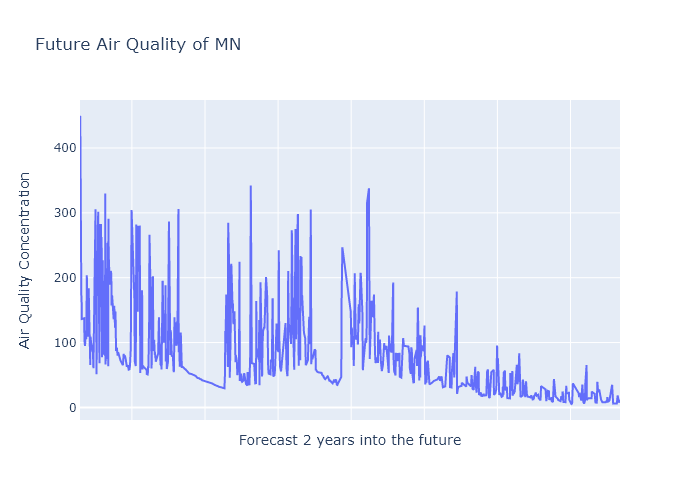 Future Air Quality of MN
Air Quality Concentration
400
300
200
100
0
Forecast 2 years into the future